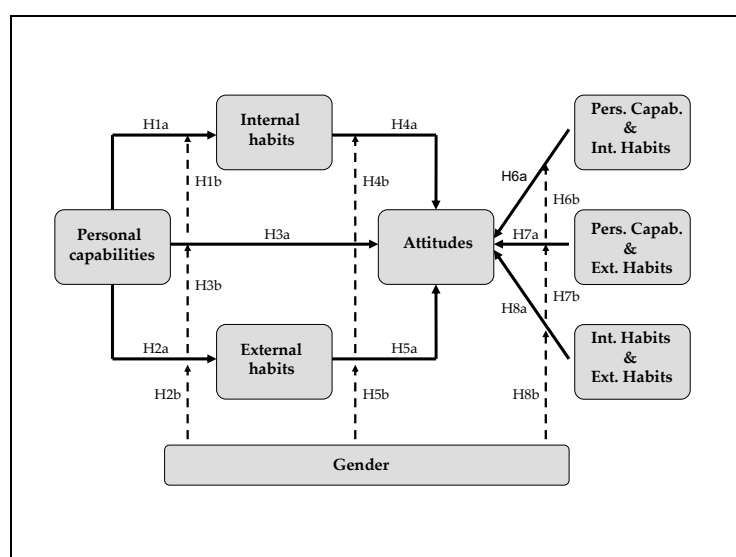 H1a
Internal
habits
H4a
Pers. Capab.
&
Int. Habits
H1b
H4b
H6a
H6b
Personal
capabilities
H3a
Attitudes
H7a
Pers. Capab.
&
Ext. Habits
H3b
H7b
H8a
H2a
External
habits
H5a
Int. Habits
&
Ext. Habits
H2b
H5b
H8b
Gender